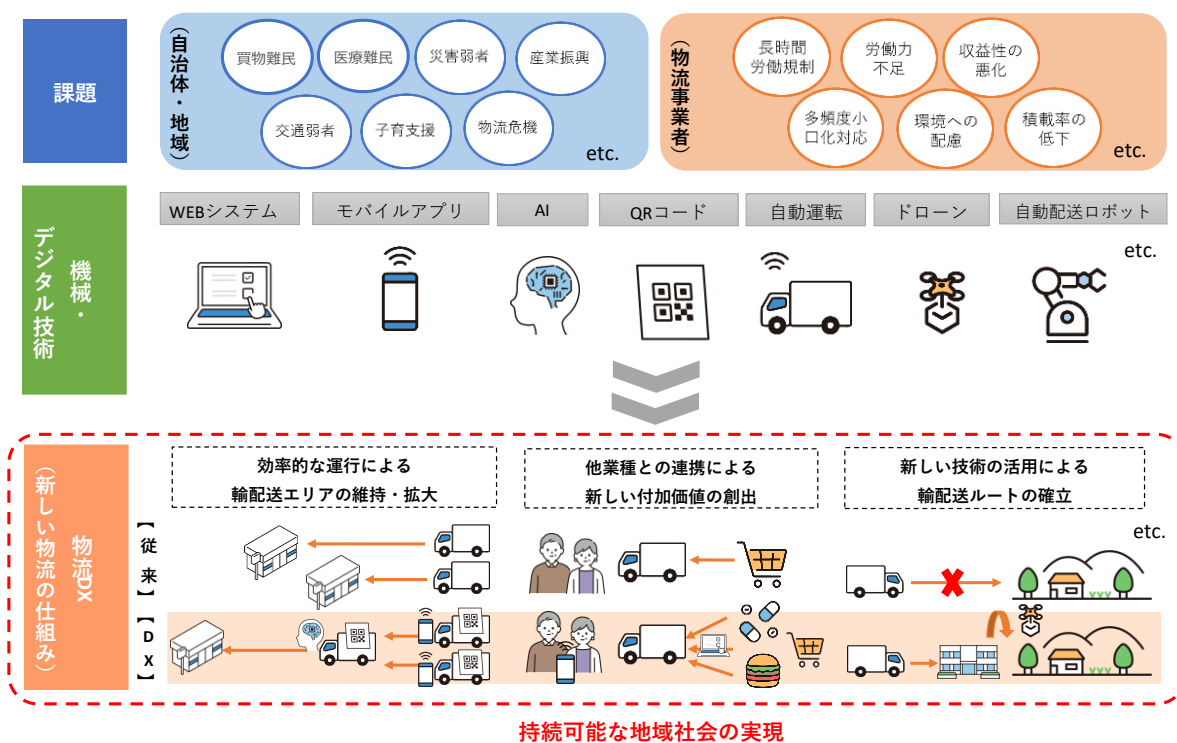 課題
（自治体・地域）
買物難民
医療難民
災害弱者
産業振興
交通弱者
子育支援
物流危機
etc.
（物流事業者）
長時間
労働規制
労働力
不足
収益性の
悪化
多頻度小
口化対応
環境への
配慮
積載率の
低下
etc.
機械・
デジタル技術
WEBシステム
モバイルアプリ
AI
QRコード
自動運転
ドローン
自動配送ロボット
etc.
物流DX
（新しい物流の仕組み）
効率的な運行による
輸配送エリアの維持・拡大
他業種との連携による
新しい付加価値の創出
新しい技術の活用による
輸配送ルートの確立
etc.
【従来】
【DX】
持続可能な地域社会の実現